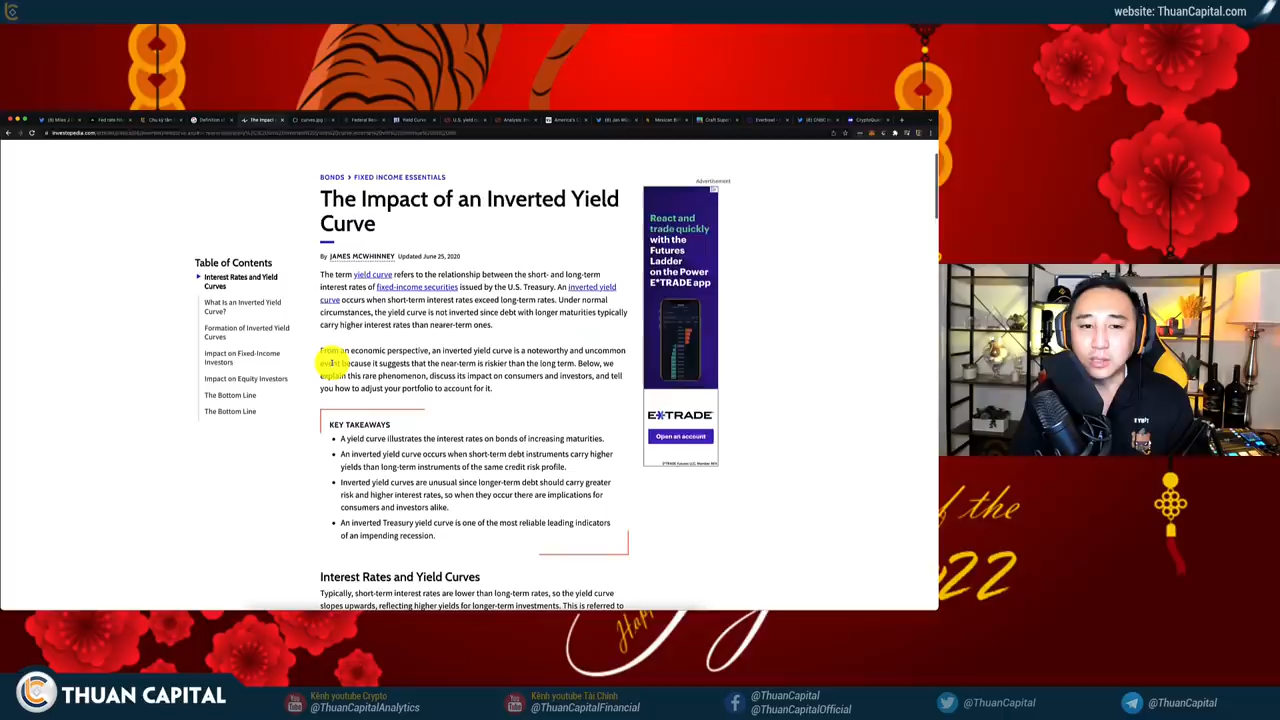 website: ThuanCapital.com
BONDS > FIXED INCOME ESSENTIALS
The Impact of an Inverted Yield
Curve
By JAMES MCWHINNEY Updated June 25, 2020
Table of Contents
Interest Rates and Yield
Curves
What Is an Inverted Yield
Curve?
Formation of Inverted Yield
Curves
Impact on Fixed-Income
Investors
Impact on Equity Investors
The Bottom Line
The Bottom Line
The term yield curve refers to the relationship between the short- and long-term
interest rates of fixed-income securities issued by the U.S. Treasury. An inverted yield
curve occurs when short-term interest rates exceed long-term rates. Under normal
circumstances, the yield curve is not inverted since debt with longer maturities typically
carry higher interest rates than nearer-term ones.
From an economic perspective, an inverted yield curve is a noteworthy and uncommon
event because it suggests that the near-term is riskier than the long term. Below, we
explain this rare phenomenon, discuss its impact on consumers and investors, and tell
you how to adjust your portfolio to account for it.
KEY TAKEAWAYS
A yield curve illustrates the interest rates on bonds of increasing maturities.
An inverted yield curve occurs when short-term debt instruments carry higher
yields than long-term instruments of the same credit risk profile.
Inverted yield curves are unusual since longer-term debt should carry greater
risk and higher interest rates, so when they occur there are implications for
consumers and investors alike.
An inverted Treasury yield curve is one of the most reliable leading indicators
of an impending recession.
Interest Rates and Yield Curves
Typically, short-term interest rates are lower than long-term rates, so the yield curve
slopes upwards, reflecting higher yields for longer-term investments. This is referred to
Advertisement
React and
trade quickly
with the
Futures
Ladder
on the Power
E*TRADE app
E*TRADE
Open an account
of the
22
Happy
THUAN CAPITAL
Kênh youtube Crypto
@ThuanCapitalAnalytics
Kênh youtube Tài Chính
@ThuanCapitalFinancial
@ThuanCapital
@ThuanCapitalOfficial
@ThuanCapital
@ThuanCapital